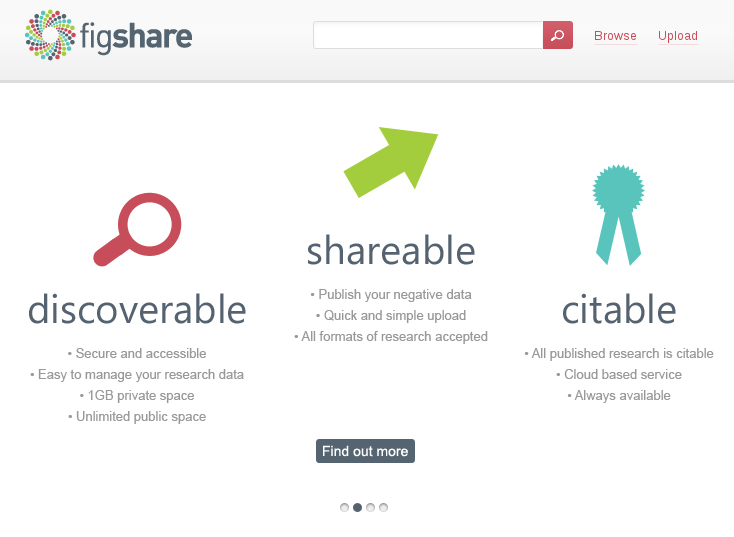 figshare
Browse
Upload
discoverable
• Secure and accessible
• Easy to manage your research data
• 1GB private space
• Unlimited public space
shareable
• Publish your negative data
• Quick and simple upload
• All formats of research accepted
citable
• All published research is citable
• Cloud based service
• Always available
Find out more